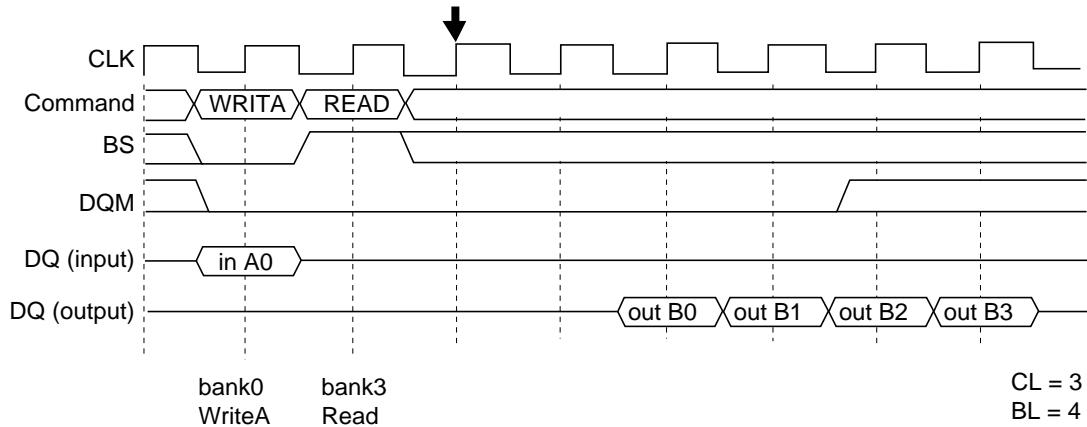 CLK
Command WRITA READ
BS
DQM
DQ (input) in A0
DQ (output) out B0 out B1 out B2 out B3
bank0 bank3 CL = 3
WriteA Read BL = 4